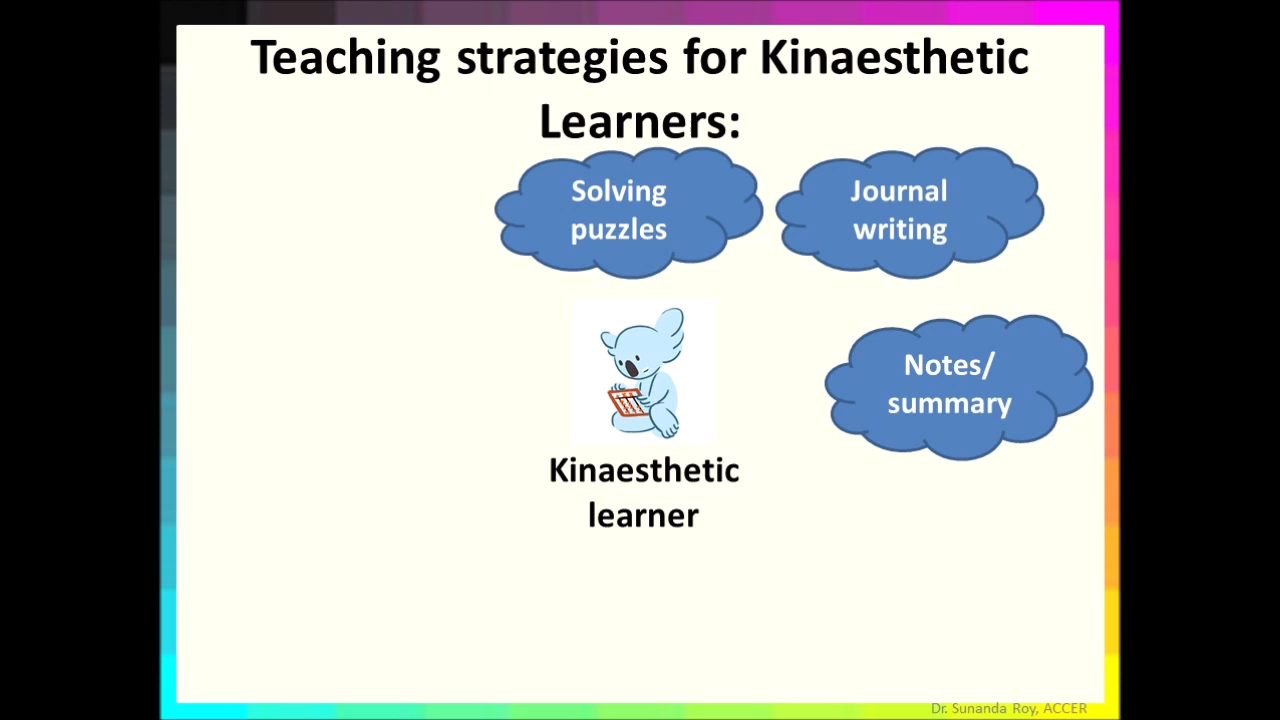 Teaching strategies for Kinaesthetic
Learners:
Solving
puzzles
Journal
writing
Notes/
summary
Kinaesthetic
learner
Dr. Sunanda Roy, ACCER